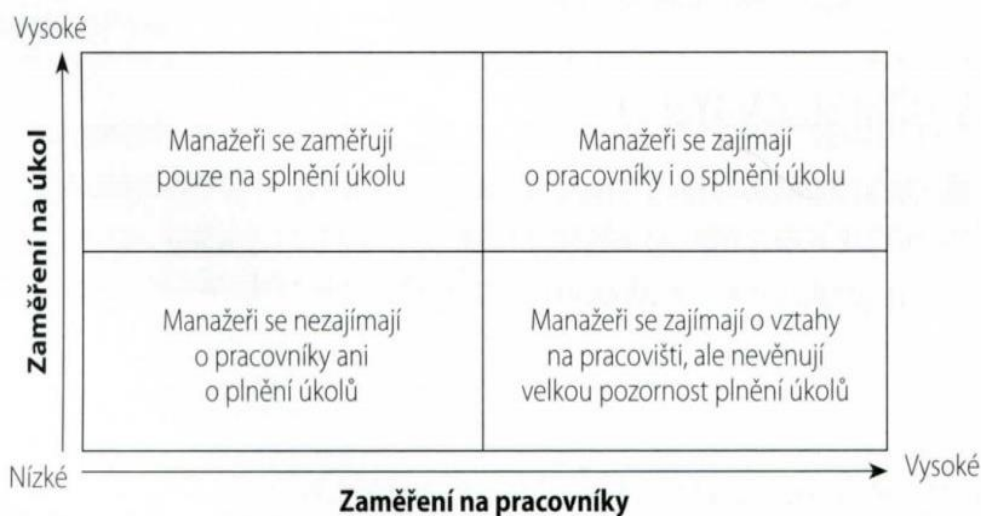 Vysoké
Zaměření na úkol
Manažeři se zaměřují
pouze na splnění úkolu
Manažeři se zajímají
o pracovníky i o splnění úkolu
Manažeři se nezajímají
o pracovníky ani
o plnění úkolů
Manažeři se zajímají o vztahy
na pracovišti, ale nevěnují
velkou pozornost plnění úkolů
Nízké
Vysoké
Zaměření na pracovníky